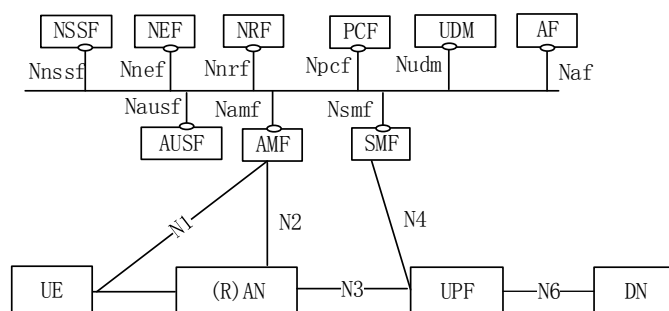 NSSF NEF NRF PCF UDM AF
Nnssf Nnef Nnrf Npcf Nudm Naf
Nausf Namf Nsmf
AUSF AMF SMF
N1 N2 N4
UE (R)AN N3 UPF N6 DN